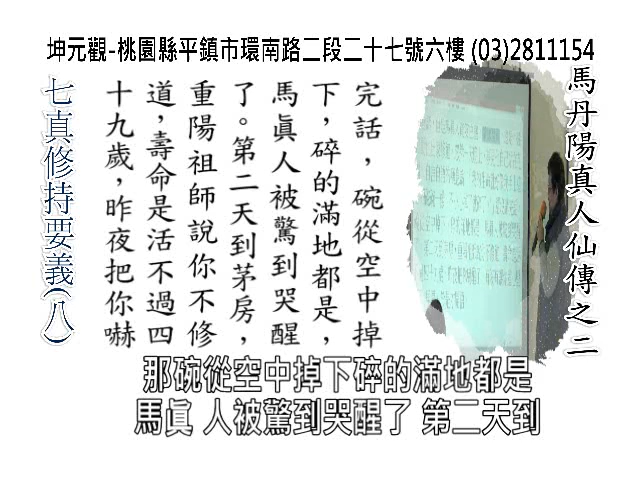 坤元觀-桃園縣平鎮市環南路二段二十七號六樓 (03)2811154
馬丹陽真人仙傳之二
完話，碗從空中掉
下，碎的滿地都是，
馬眞人被驚到哭醒
了。第二天到茅房，
重陽祖師說你不修
道，壽命是活不過四
十九歲，昨夜把你嚇
七真修持要義(八)
那碗從空中掉下碎的滿地都是
馬眞 人被驚到哭醒了 第二天到